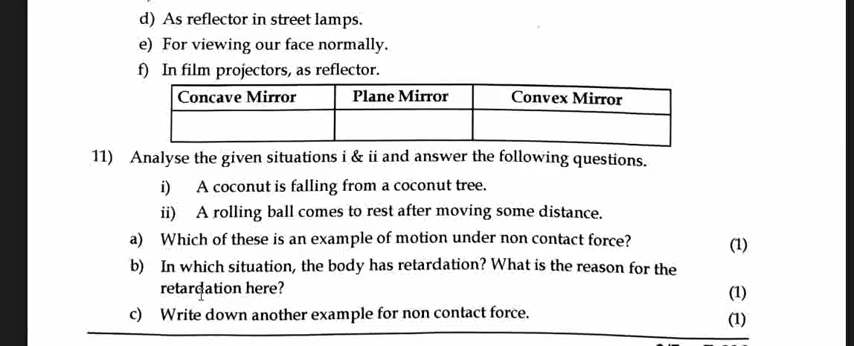 d) As reflector in street lamps.
e) For viewing our face normally.
f) In film projectors, as reflector.
Concave Mirror Plane Mirror Convex Mirror
11) Analyse the given situations i & ii and answer the following questions.
i) A coconut is falling from a coconut tree.
ii) A rolling ball comes to rest after moving some distance.
a) Which of these is an example of motion under non contact force? (1)
b) In which situation, the body has retardation? What is the reason for the
retardation here? (1)
c) Write down another example for non contact force. (1)